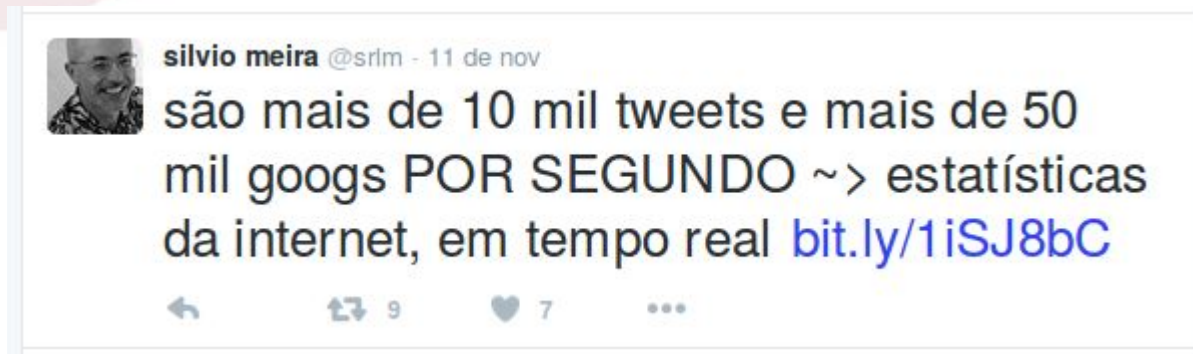 silvio meira @srlm - 11 de nov
são mais de 10 mil tweets e mais de 50
mil googs POR SEGUNDO ~> estatísticas
da internet, em tempo real bit.ly/1iSJ8bC
9 7